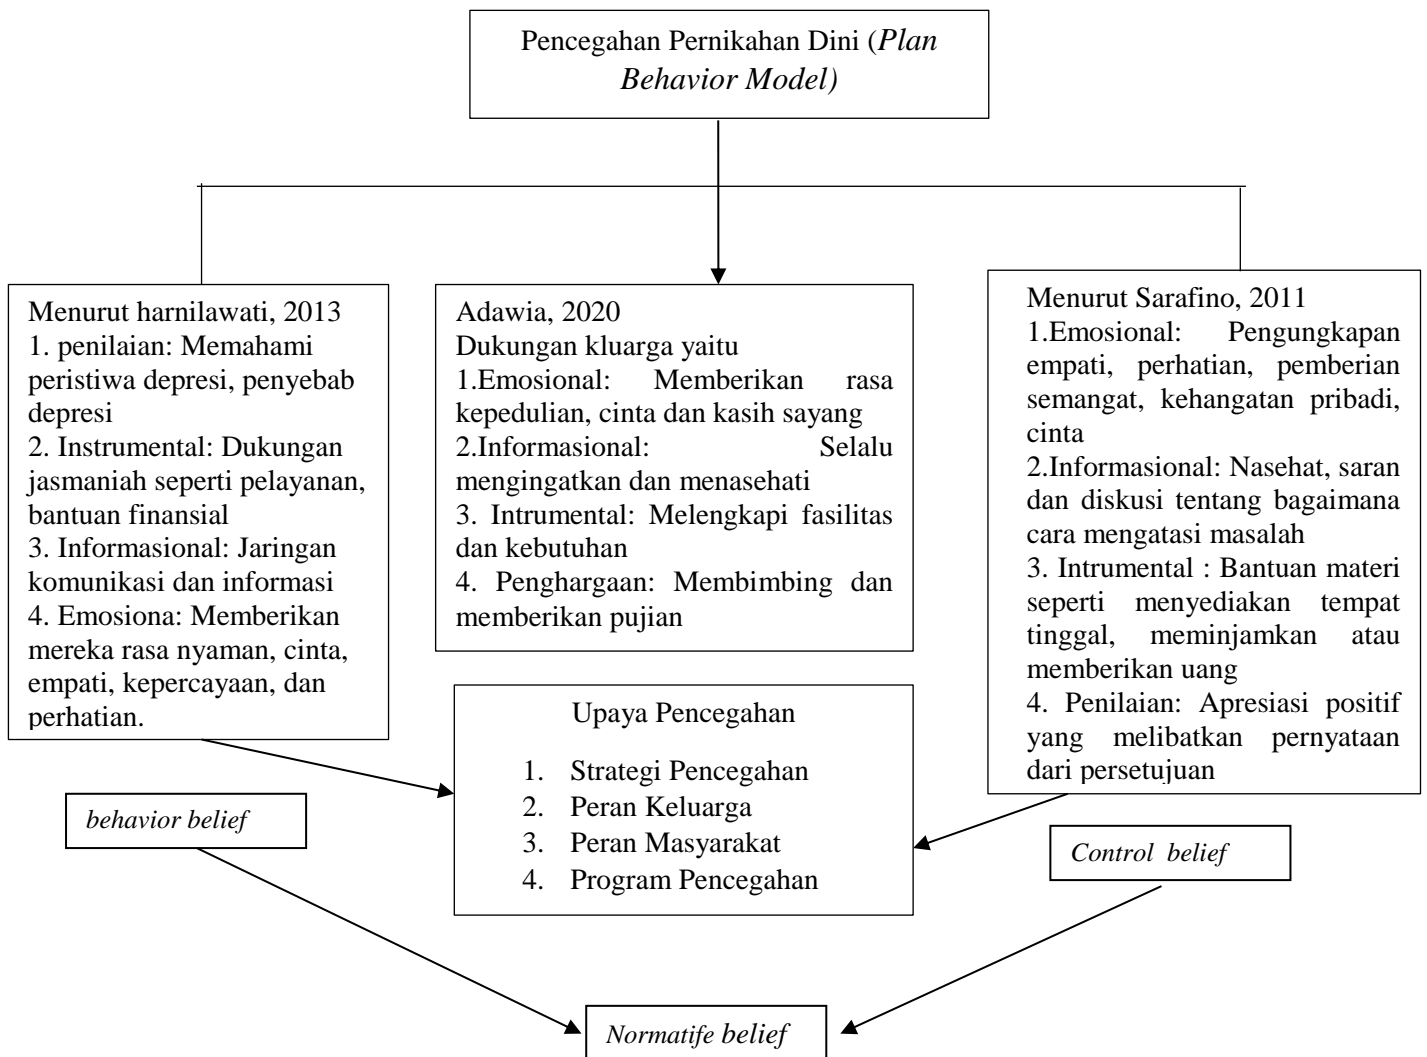 Pencegahan Pernikahan Dini (Plan
Behavior Model)
Menurut harnilawati, 2013
1. penilaian: Memahami
peristiwa depresi, penyebab
depresi
2. Instrumental: Dukungan
jasmaniah seperti pelayanan,
bantuan finansial
3. Informasional: Jaringan
komunikasi dan informasi
4. Emosiona: Memberikan
mereka rasa nyaman, cinta,
empati, kepercayaan, dan
perhatian.
Adawia, 2020
Dukungan kluarga yaitu
1.Emosional: Memberikan rasa
kepedulian, cinta dan kasih sayang
2.Informasional: Selalu
mengingatkan dan menasehati
3. Intrumental: Melengkapi fasilitas
dan kebutuhan
4. Penghargaan: Membimbing dan
memberikan pujian
Menurut Sarafino, 2011
1.Emosional: Pengungkapan
empati, perhatian, pemberian
semangat, kehangatan pribadi,
cinta
2.Informasional: Nasehat, saran
dan diskusi tentang bagaimana
cara mengatasi masalah
3. Intrumental : Bantuan materi
seperti menyediakan tempat
tinggal, meminjamkan atau
memberikan uang
4. Penilaian: Apresiasi positif
yang melibatkan pernyataan
dari persetujuan
Upaya Pencegahan
1. Strategi Pencegahan
2. Peran Keluarga
3. Peran Masyarakat
4. Program Pencegahan
behavior belief
Control belief
Normatife belief